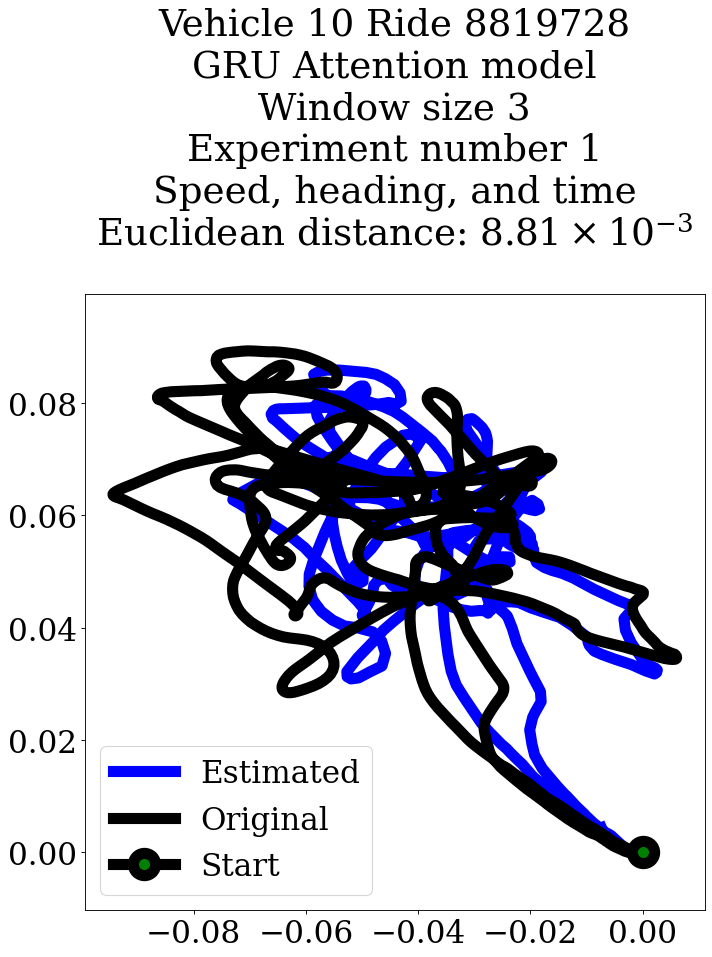 Vehicle 10 Ride 8819728
GRU Attention model
Window size 3
Experiment number 1
Speed, heading, and time
Euclidean distance: 8.81 × 10⁻³
0.08
0.06
0.04
0.02
0.00
Estimated
Original
Start
−0.08 −0.06 −0.04 −0.02 0.00